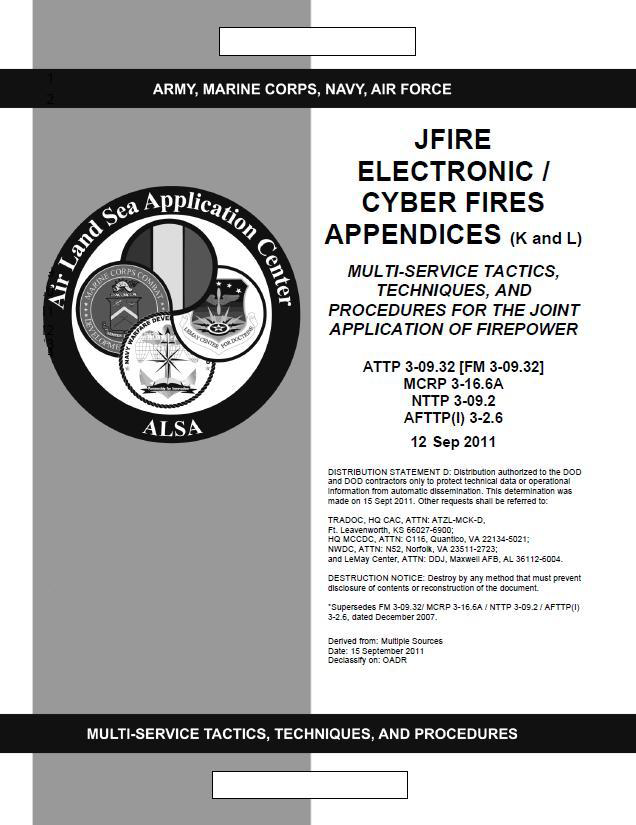 ARMY, MARINE CORPS, NAVY, AIR FORCE
JFIRE
ELECTRONIC /
CYBER FIRES
APPENDICES (K and L)
MULTI-SERVICE TACTICS,
TECHNIQUES, AND
PROCEDURES FOR THE JOINT
APPLICATION OF FIREPOWER
ATTP 3-09.32 [FM 3-09.32]
MCRP 3-16.6A
NTTP 3-09.2
AFTTP(I) 3-2.6
12 Sep 2011
Air Land Sea Application Center
MARINE CORPS COMBAT
LEMAY CENTER FOR DOCTRINE
ALSA
DISTRIBUTION STATEMENT D: Distribution authorized to the DOD
and DOD contractors only to protect technical data or operational
information from automatic dissemination. This determination was
made on 15 Sept 2011. Other requests shall be referred to:
TRADOC, HQ CAC, ATTN: ATZL-MCK-D,
Ft. Leavenworth, KS 66027-6900;
HQ MCCDC, ATTN: C116, Quantico, VA 22134-5021;
NWDC, ATTN: N52, Norfolk, VA 23511-2723;
and LeMay Center, ATTN: DDJ, Maxwell AFB, AL 36112-6004.
DESTRUCTION NOTICE: Destroy by any method that must prevent
disclosure of contents or reconstruction of the document.
*Supersedes FM 3-09.32/ MCRP 3-16.6A / NTTP 3-09.2 / AFTTP(I)
3-2.6, dated December 2007.
Derived from: Multiple Sources
Date: 15 September 2011
Declassify on: OADR
MULTI-SERVICE TACTICS, TECHNIQUES, AND PROCEDURES